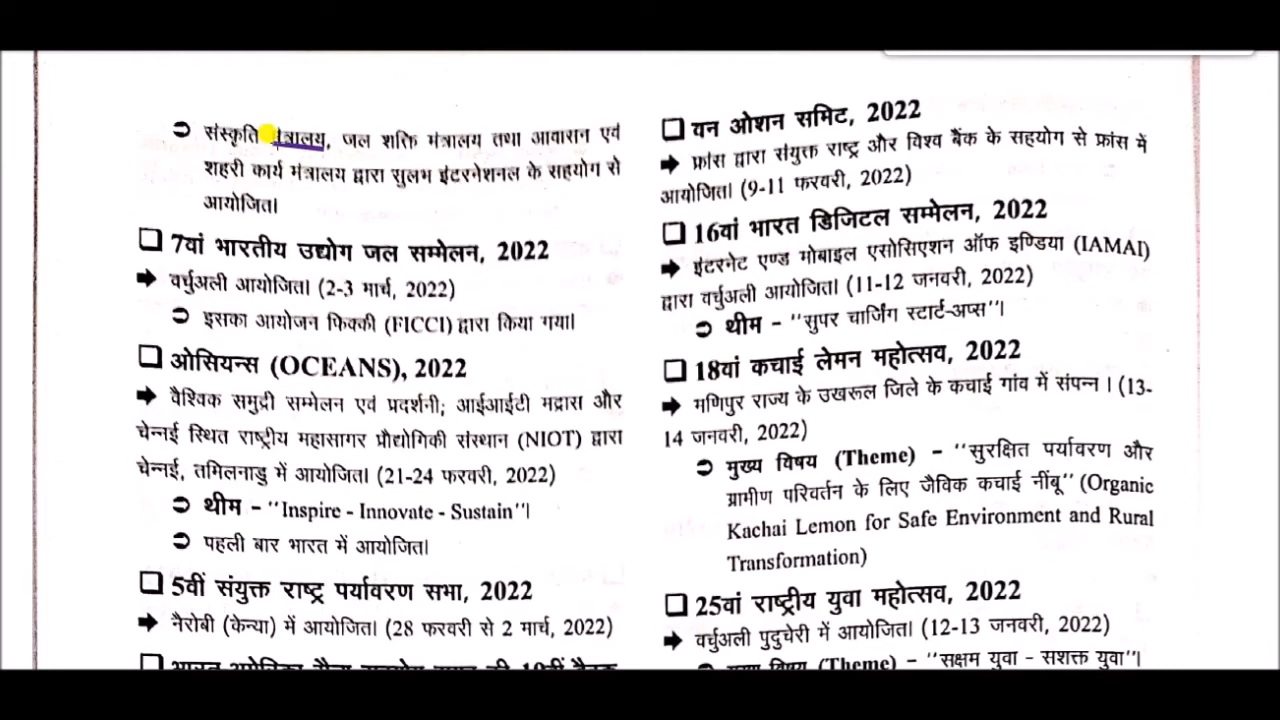 संस्कृति मंत्रालय, जल शक्ति मंत्रालय तथा आवासन एवं
शहरी कार्य मंत्रालय द्वारा सुलभ इंटरनेशनल के सहयोग से
आयोजित।
7वां भारतीय उद्योग जल सम्मेलन, 2022
वर्चुअली आयोजित। (2-3 मार्च, 2022)
इसका आयोजन फिक्की (FICCI) द्वारा किया गया।
ओसियन्स (OCEANS), 2022
वैश्विक समुद्री सम्मेलन एवं प्रदर्शनी; आईआईटी मद्रास और
चेन्नई स्थित राष्ट्रीय महासागर प्रौद्योगिकी संस्थान (NIOT) द्वारा
चेन्नई, तमिलनाडु में आयोजित। (21-24 फरवरी, 2022)
थीम - "Inspire - Innovate - Sustain"।
पहली बार भारत में आयोजित।
5वीं संयुक्त राष्ट्र पर्यावरण सभा, 2022
नैरोबी (केन्या) में आयोजित। (28 फरवरी से 2 मार्च, 2022)
वन ओशन समिट, 2022
फ्रांस द्वारा संयुक्त राष्ट्र और विश्व बैंक के सहयोग से फ्रांस में
आयोजित। (9-11 फरवरी, 2022)
16वां भारत डिजिटल सम्मेलन, 2022
इंटरनेट एण्ड मोबाइल एसोसिएशन ऑफ इण्डिया (IAMAI)
द्वारा वर्चुअली आयोजित। (11-12 जनवरी, 2022)
थीम - "सुपर चार्जिंग स्टार्ट-अप्स"।
18वां कचाई लेमन महोत्सव, 2022
मणिपुर राज्य के उखरूल जिले के कचाई गांव में संपन्न । (13-
14 जनवरी, 2022)
मुख्य विषय (Theme) - "सुरक्षित पर्यावरण और
ग्रामीण परिवर्तन के लिए जैविक कचाई नींबू" (Organic
Kachai Lemon for Safe Environment and Rural
Transformation)
25वां राष्ट्रीय युवा महोत्सव, 2022
वर्चुअली पुदुचेरी में आयोजित। (12-13 जनवरी, 2022)
मुख्य विषय (Theme) - "सक्षम युवा - सशक्त युवा"।